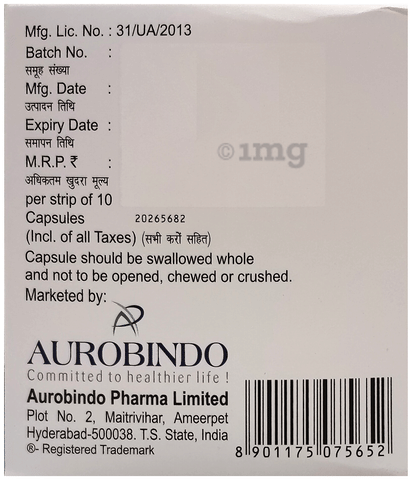 Mfg. Lic. No. : 31/UA/2013
Batch No. :
समूह संख्या
Mfg. Date :
उत्पादन तिथि
Expiry Date :
समापन तिथि
M.R.P. ₹ :
अधिकतम खुदरा मूल्य
per strip of 10
Capsules 20265682
(Incl. of all Taxes) (सभी करों सहित)
©1mg
Capsule should be swallowed whole
and not to be opened, chewed or crushed.
Marketed by:
AUROBINDO
Committed to healthier life !
Aurobindo Pharma Limited
Plot No. 2, Maitrivihar, Ameerpet
Hyderabad-500038. T.S. State, India
®- Registered Trademark
8 901175 075652